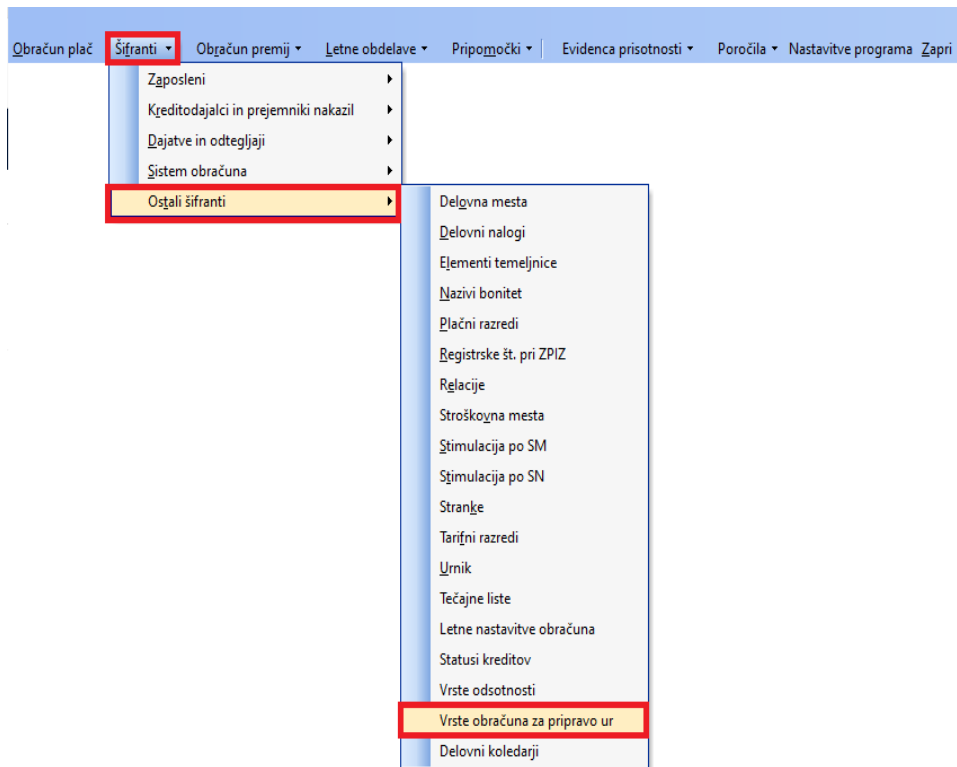 Obračun plač Šifranti Obračun premij Letne obdelave Pripomočki Evidenca prisotnosti Poročila Nastavitve programa Zapri
Zaposleni
Kreditodajalci in prejemniki nakazil
Dajatve in odtegljaji
Sistem obračuna
Ostali šifranti
Delovna mesta
Delovni nalogi
Elementi temeljnice
Nazivi bonitet
Plačni razredi
Registrske št. pri ZPIZ
Relacije
Stroškovna mesta
Stimulacija po SM
Stimulacija po SN
Stranke
Tarifni razredi
Urnik
Tečajne liste
Letne nastavitve obračuna
Statusi kreditov
Vrste odsotnosti
Vrste obračuna za pripravo ur
Delovni koledarji